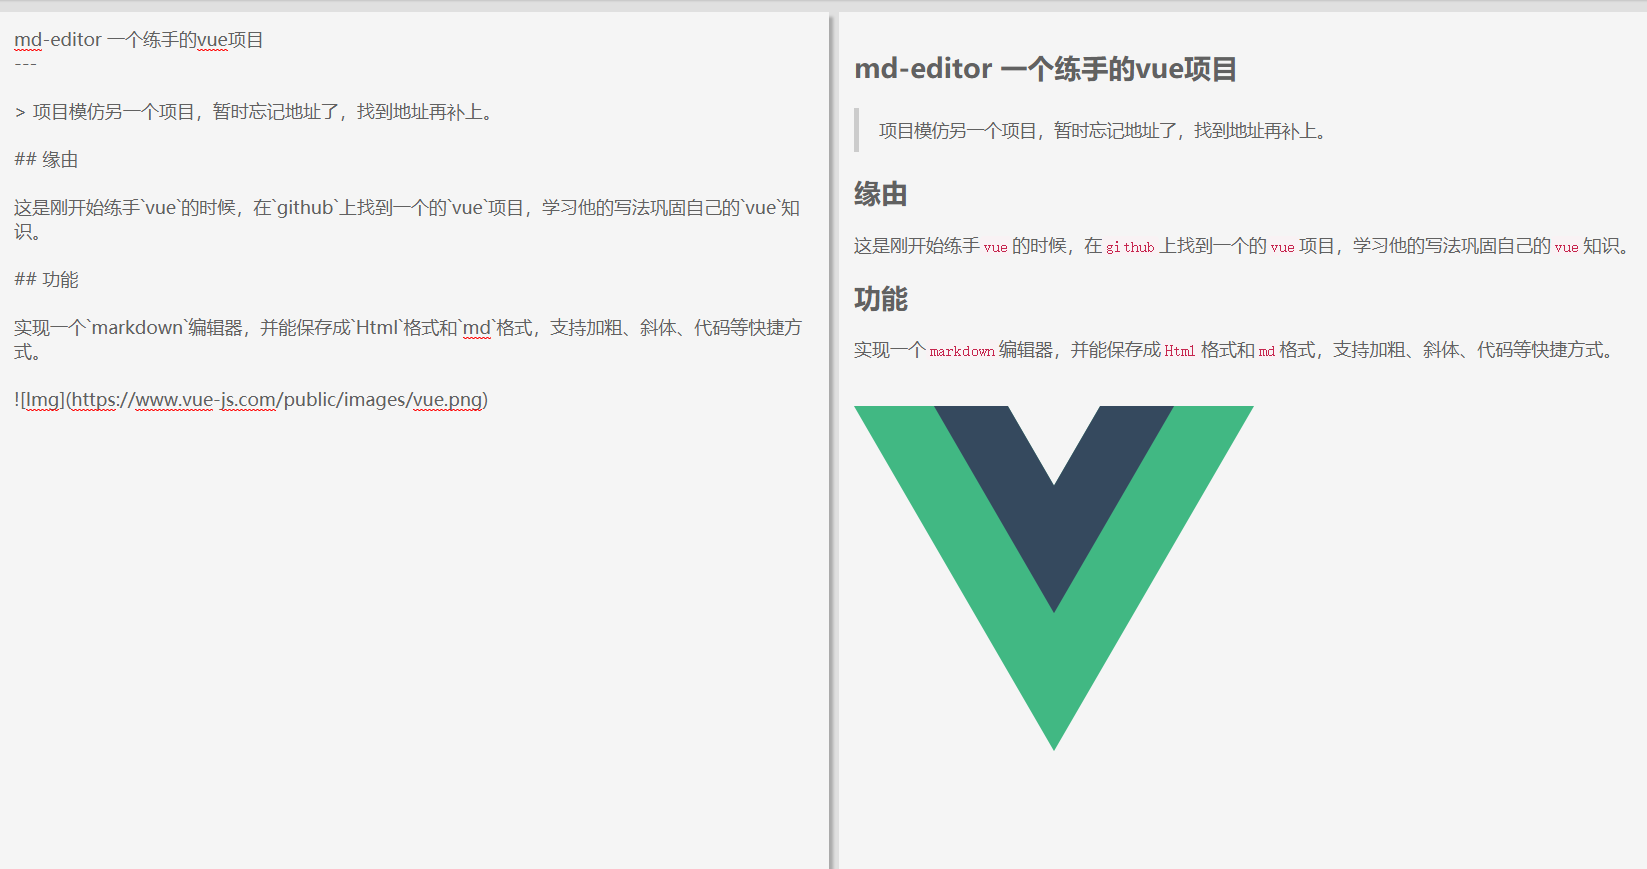 md-editor 一个练手的vue项目
---
> 项目模仿另一个项目，暂时忘记地址了，找到地址再补上。
## 缘由
这是刚开始练手`vue`的时候，在`github`上找到一个的`vue`项目，学习他的写法巩固自己的`vue`知
识。
## 功能
实现一个`markdown`编辑器，并能保存成`Html`格式和`md`格式，支持加粗、斜体、代码等快捷方
式。
![Img](https://www.vue-js.com/public/images/vue.png)
md-editor 一个练手的vue项目
项目模仿另一个项目，暂时忘记地址了，找到地址再补上。
缘由
这是刚开始练手 vue 的时候，在 github 上找到一个的 vue 项目，学习他的写法巩固自己的 vue 知识。
功能
实现一个 markdown 编辑器，并能保存成 Html 格式和 md 格式，支持加粗、斜体、代码等快捷方式。